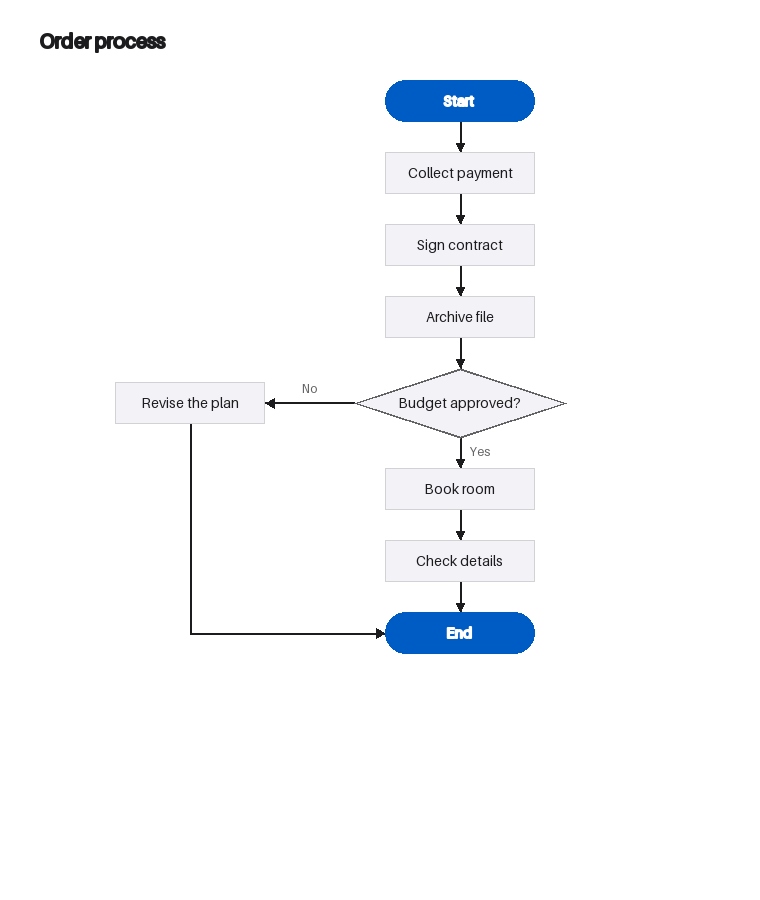 Order process
Start
Collect payment
Sign contract
Archive file
Budget approved?
No
Revise the plan
Yes
Book room
Check details
End